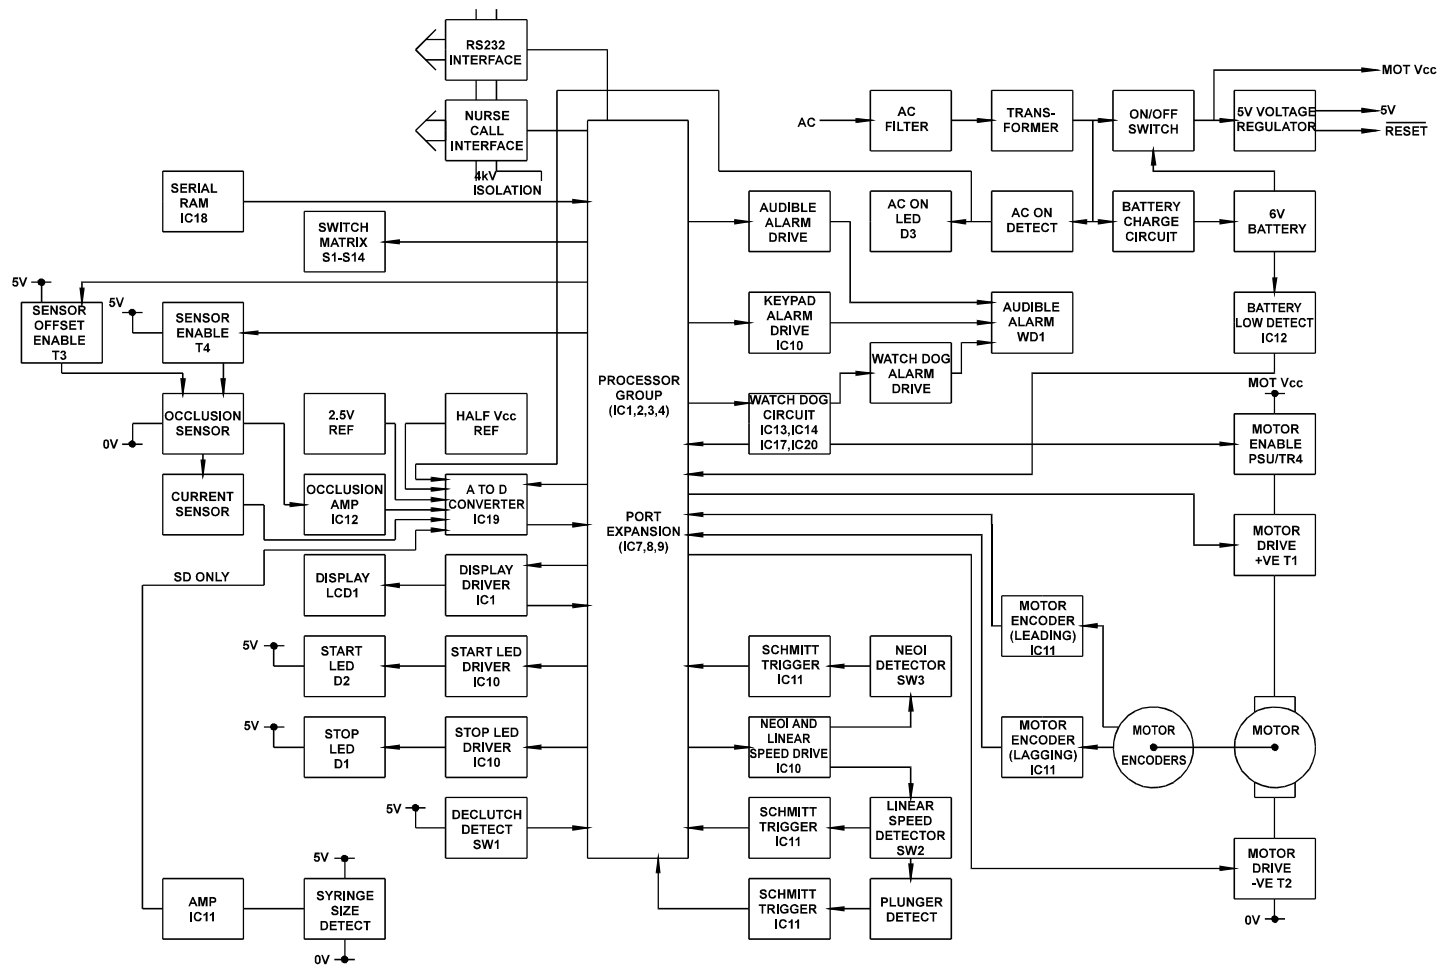 RS232
INTERFACE
NURSE
CALL
INTERFACE
4kV
ISOLATION
SERIAL
RAM
IC18
SWITCH
MATRIX
S1-S14
5V
SENSOR
OFFSET
ENABLE
T3
5V
SENSOR
ENABLE
T4
OCCLUSION
SENSOR
0V
2.5V
REF
HALF Vcc
REF
CURRENT
SENSOR
OCCLUSION
AMP
IC12
A TO D
CONVERTER
IC19
SD ONLY
DISPLAY
LCD1
DISPLAY
DRIVER
IC1
5V
START
LED
D2
START LED
DRIVER
IC10
5V
STOP
LED
D1
STOP LED
DRIVER
IC10
5V
DECLUTCH
DETECT
SW1
5V
AMP
IC11
SYRINGE
SIZE
DETECT
0V
PROCESSOR
GROUP
(IC1,2,3,4)
PORT
EXPANSION
(IC7,8,9)
AC
AC
FILTER
TRANS-
FORMER
ON/OFF
SWITCH
5V VOLTAGE
REGULATOR
MOT Vcc
5V
RESET
AUDIBLE
ALARM
DRIVE
AC ON
LED
D3
AC ON
DETECT
BATTERY
CHARGE
CIRCUIT
6V
BATTERY
KEYPAD
ALARM
DRIVE
IC10
AUDIBLE
ALARM
WD1
BATTERY
LOW DETECT
IC12
WATCH DOG
ALARM
DRIVE
WATCH DOG
CIRCUIT
IC13,IC14
IC17,IC20
MOT Vcc
MOTOR
ENABLE
PSU/TR4
MOTOR
DRIVE
+VE T1
MOTOR
ENCODER
(LEADING)
IC11
SCHMITT
TRIGGER
IC11
NEOI
DETECTOR
SW3
NEOI AND
LINEAR
SPEED DRIVE
IC10
MOTOR
ENCODER
(LAGGING)
IC11
MOTOR
ENCODERS
MOTOR
SCHMITT
TRIGGER
IC11
LINEAR
SPEED
DETECTOR
SW2
MOTOR
DRIVE
-VE T2
SCHMITT
TRIGGER
IC11
PLUNGER
DETECT
0V